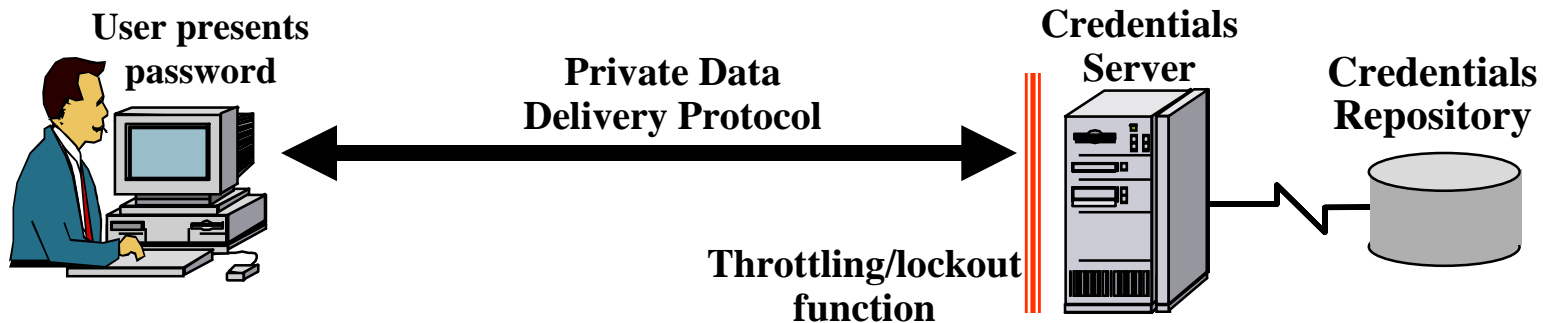 User presents
password
Private Data
Delivery Protocol
Credentials
Server
Credentials
Repository
Throttling/lockout
function